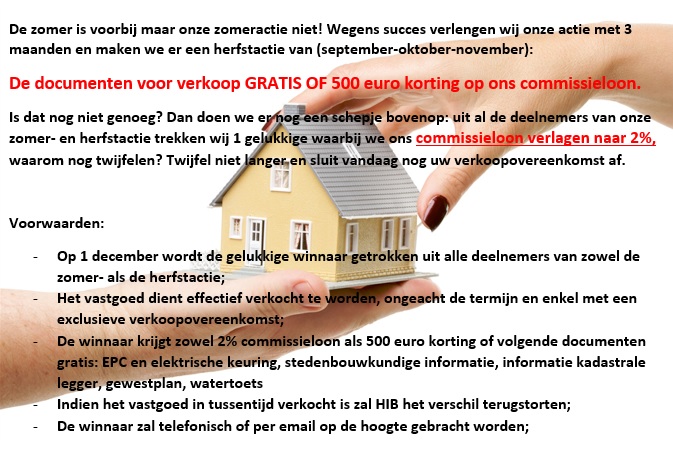 De zomer is voorbij maar onze zomeractie niet! Wegens succes verlengen wij onze actie met 3
maanden en maken we er een herfstactie van (september-oktober-november):
De documenten voor verkoop GRATIS OF 500 euro korting op ons commissieloon.
Is dat nog niet genoeg? Dan doen we er nog een schepje bovenop: uit al de deelnemers van onze
zomer- en herfstactie trekken wij 1 gelukkige waarbij we ons commissieloon verlagen naar 2%,
waarom nog twijfelen? Twijfel niet langer en sluit vandaag nog uw verkoopovereenkomst af.
Voorwaarden:
- Op 1 december wordt de gelukkige winnaar getrokken uit alle deelnemers van zowel de
zomer- als de herfstactie;
- Het vastgoed dient effectief verkocht te worden, ongeacht de termijn en enkel met een
exclusieve verkoopovereenkomst;
- De winnaar krijgt zowel 2% commissieloon als 500 euro korting of volgende documenten
gratis: EPC en elektrische keuring, stedenbouwkundige informatie, informatie kadastrale
legger, gewestplan, watertoets
- Indien het vastgoed in tussentijd verkocht is zal HIB het verschil terugstorten;
- De winnaar zal telefonisch of per email op de hoogte gebracht worden;